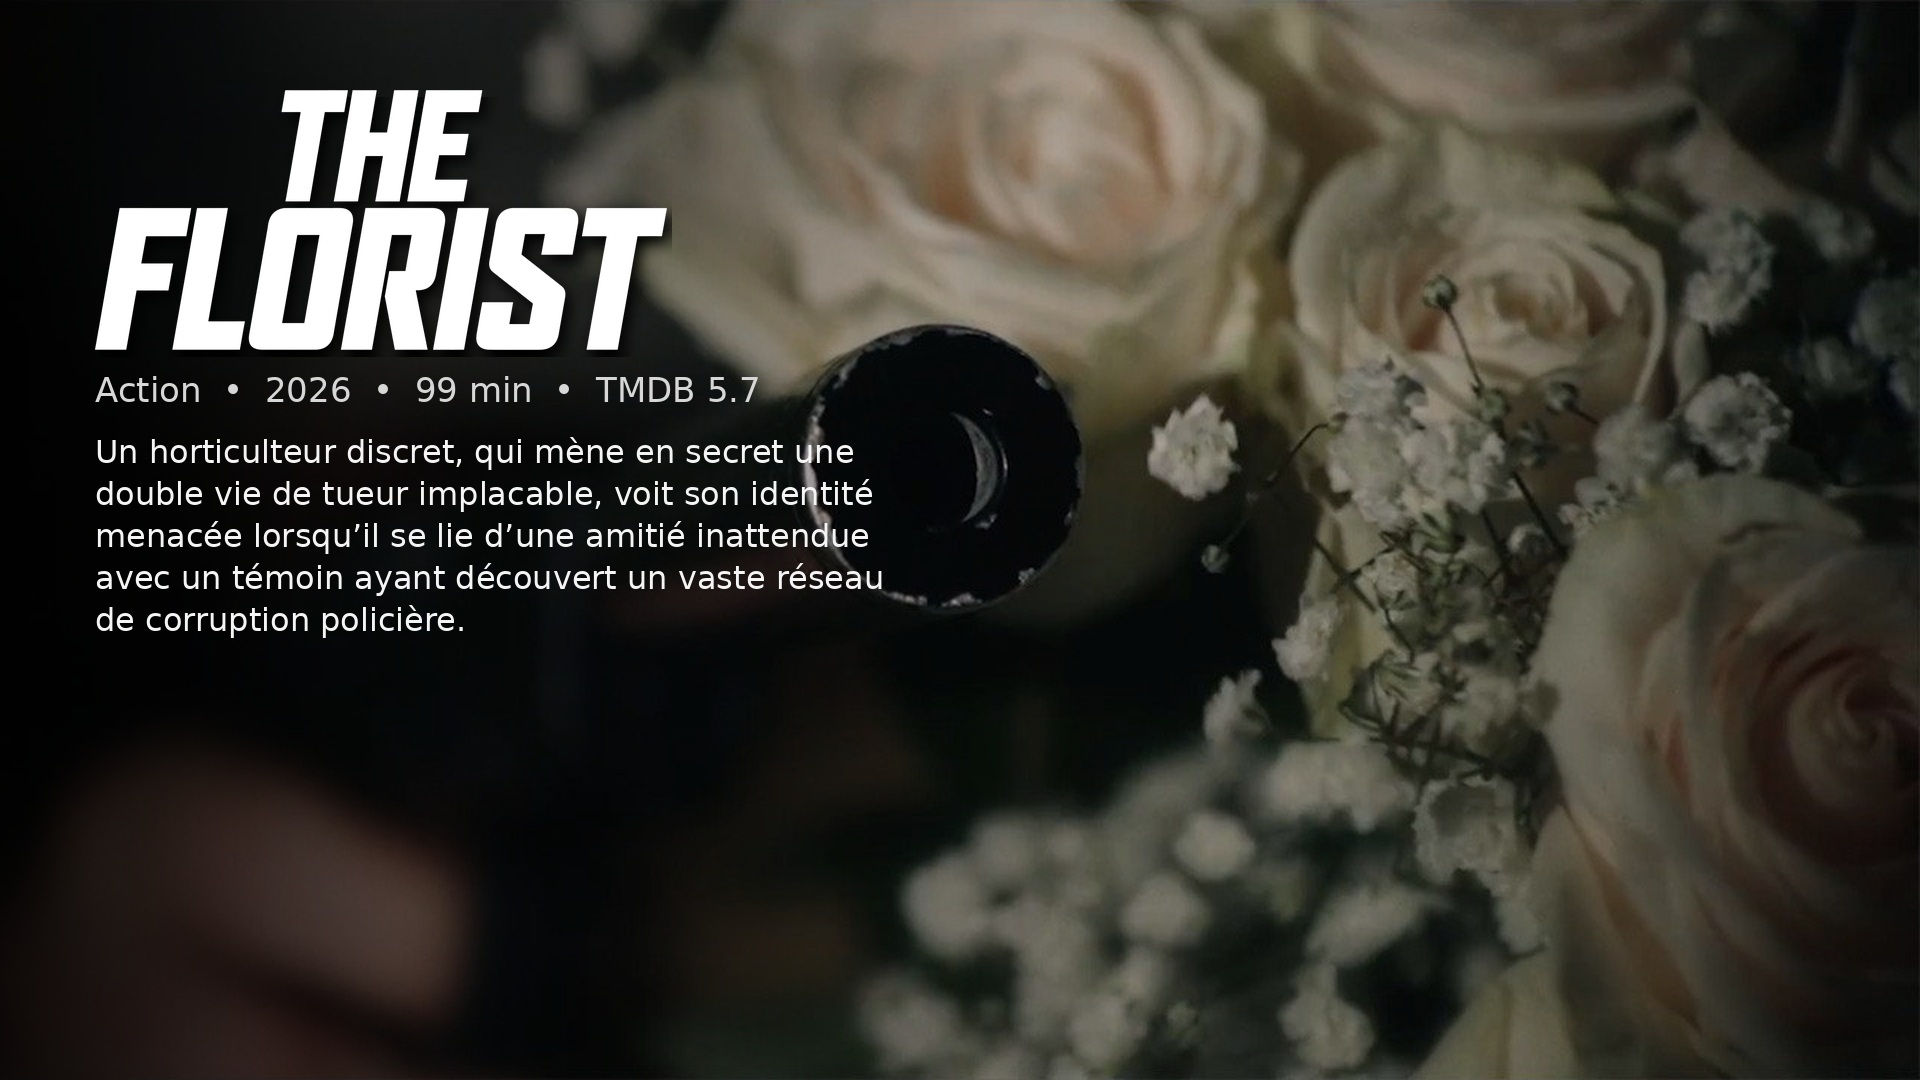 THE
FLORIST
Action • 2026 • 99 min • TMDB 5.7
Un horticulteur discret, qui mène en secret une
double vie de tueur implacable, voit son identité
menacée lorsqu’il se lie d’une amitié inattendue
avec un témoin ayant découvert un vaste réseau
de corruption policière.